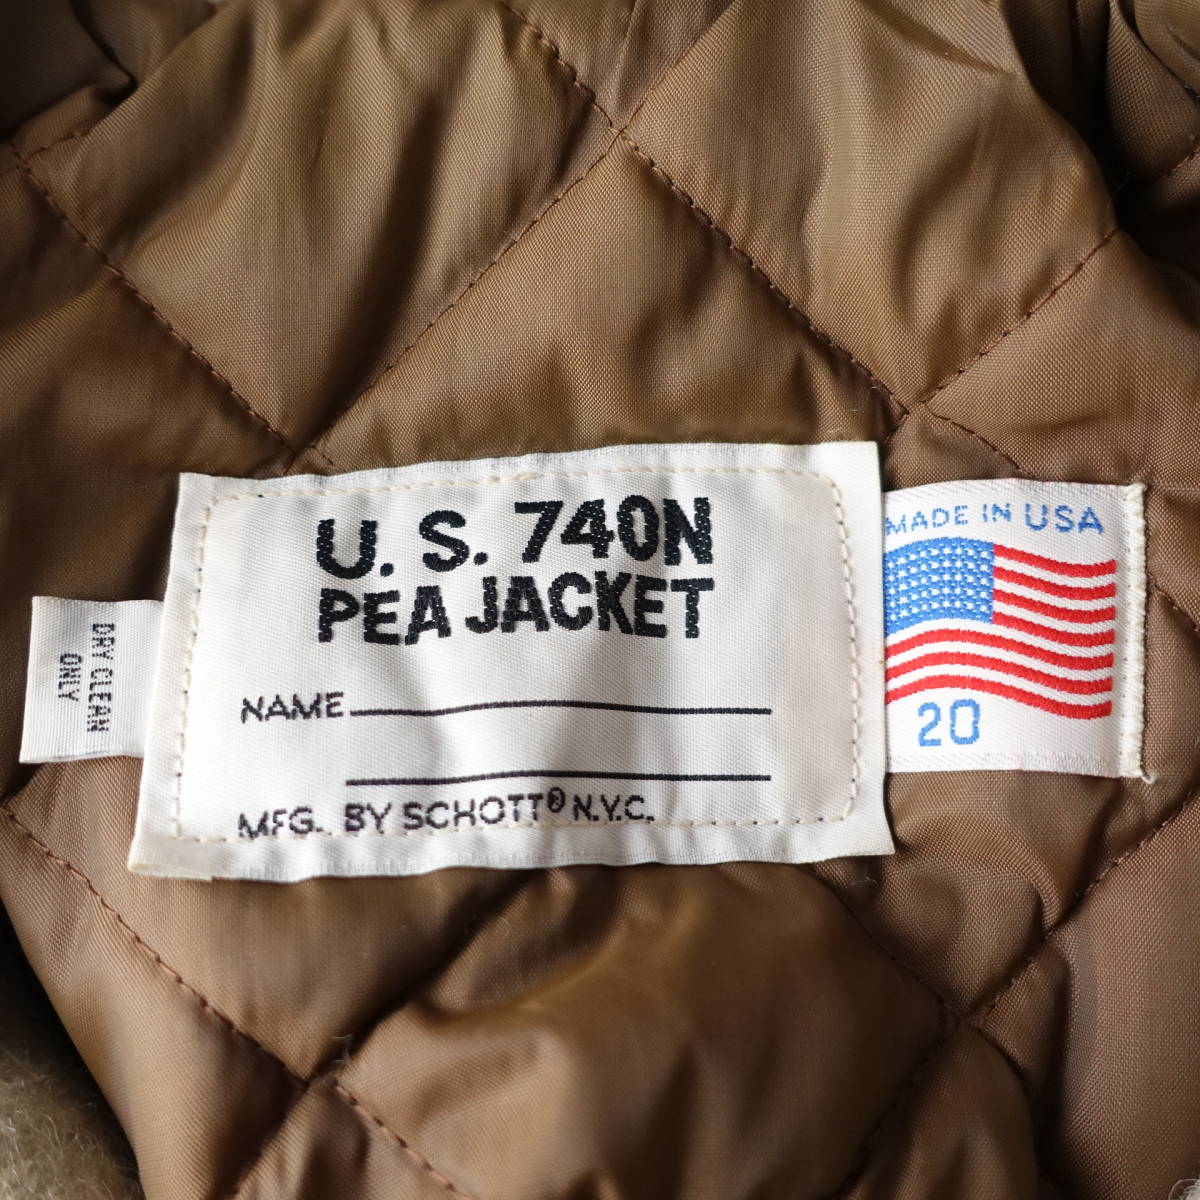 U. S. 740N
PEA JACKET
NAME
MFG. BY SCHOTT® N.Y.C.
MADE IN USA
20
DRY CLEAN
ONLY